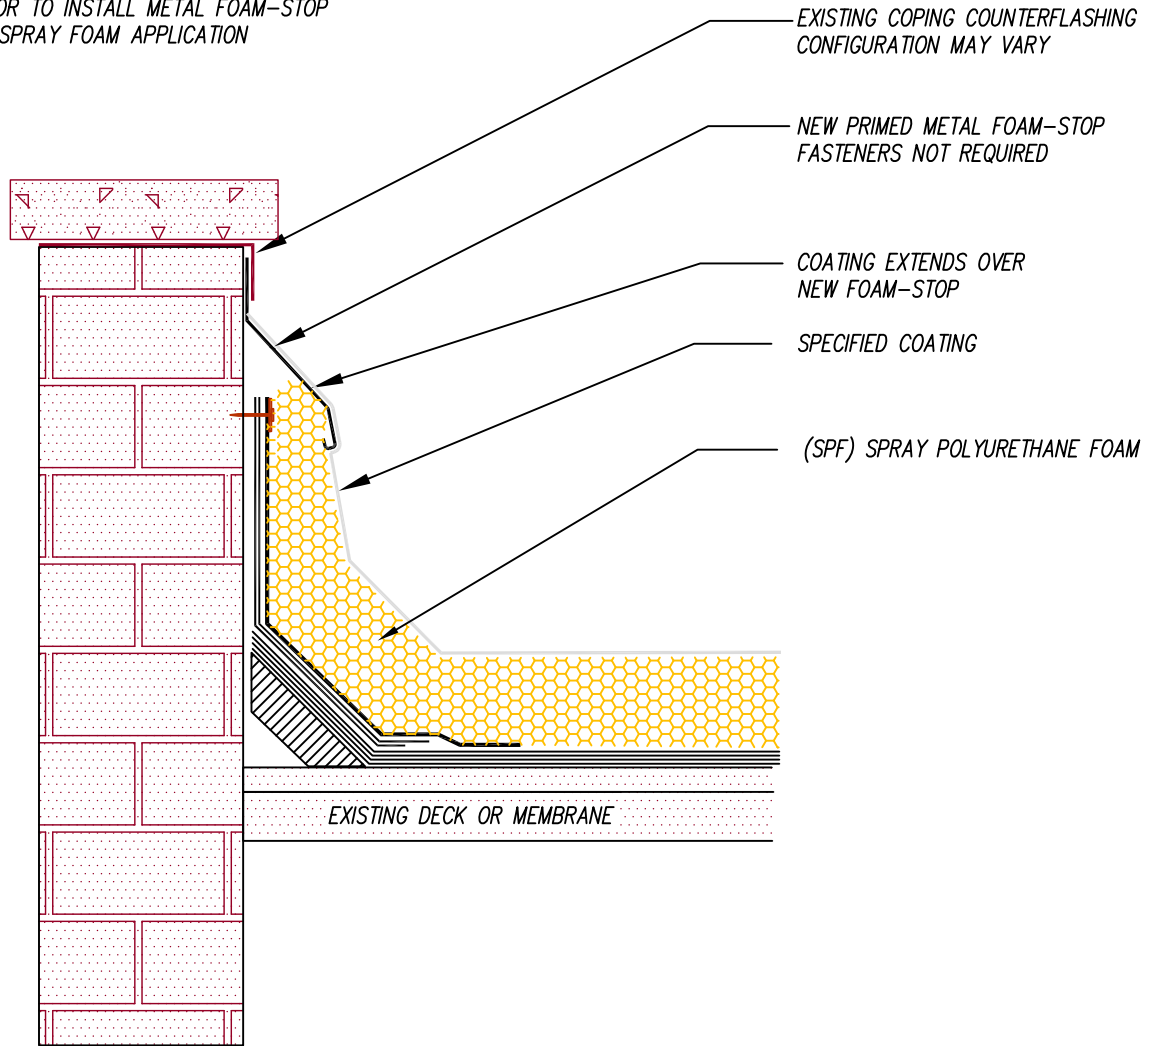 OR TO INSTALL METAL FOAM-STOP
SPRAY FOAM APPLICATION
EXISTING COPING COUNTERFLASHING
CONFIGURATION MAY VARY
NEW PRIMED METAL FOAM-STOP
FASTENERS NOT REQUIRED
COATING EXTENDS OVER
NEW FOAM-STOP
SPECIFIED COATING
(SPF) SPRAY POLYURETHANE FOAM
EXISTING DECK OR MEMBRANE